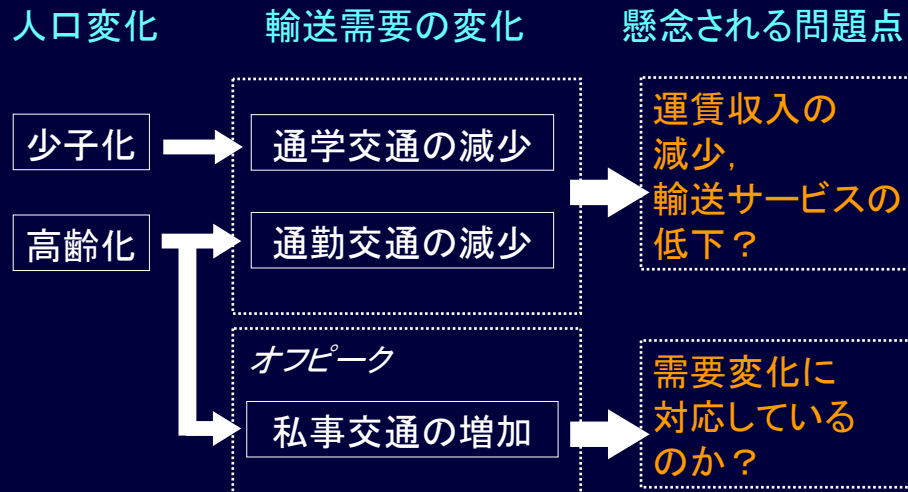 人口変化
輸送需要の変化
懸念される問題点
少子化
通学交通の減少
運賃収入の
減少,
輸送サービスの
低下？
高齢化
通勤交通の減少
オフピーク
私事交通の増加
需要変化に
対応している
のか？